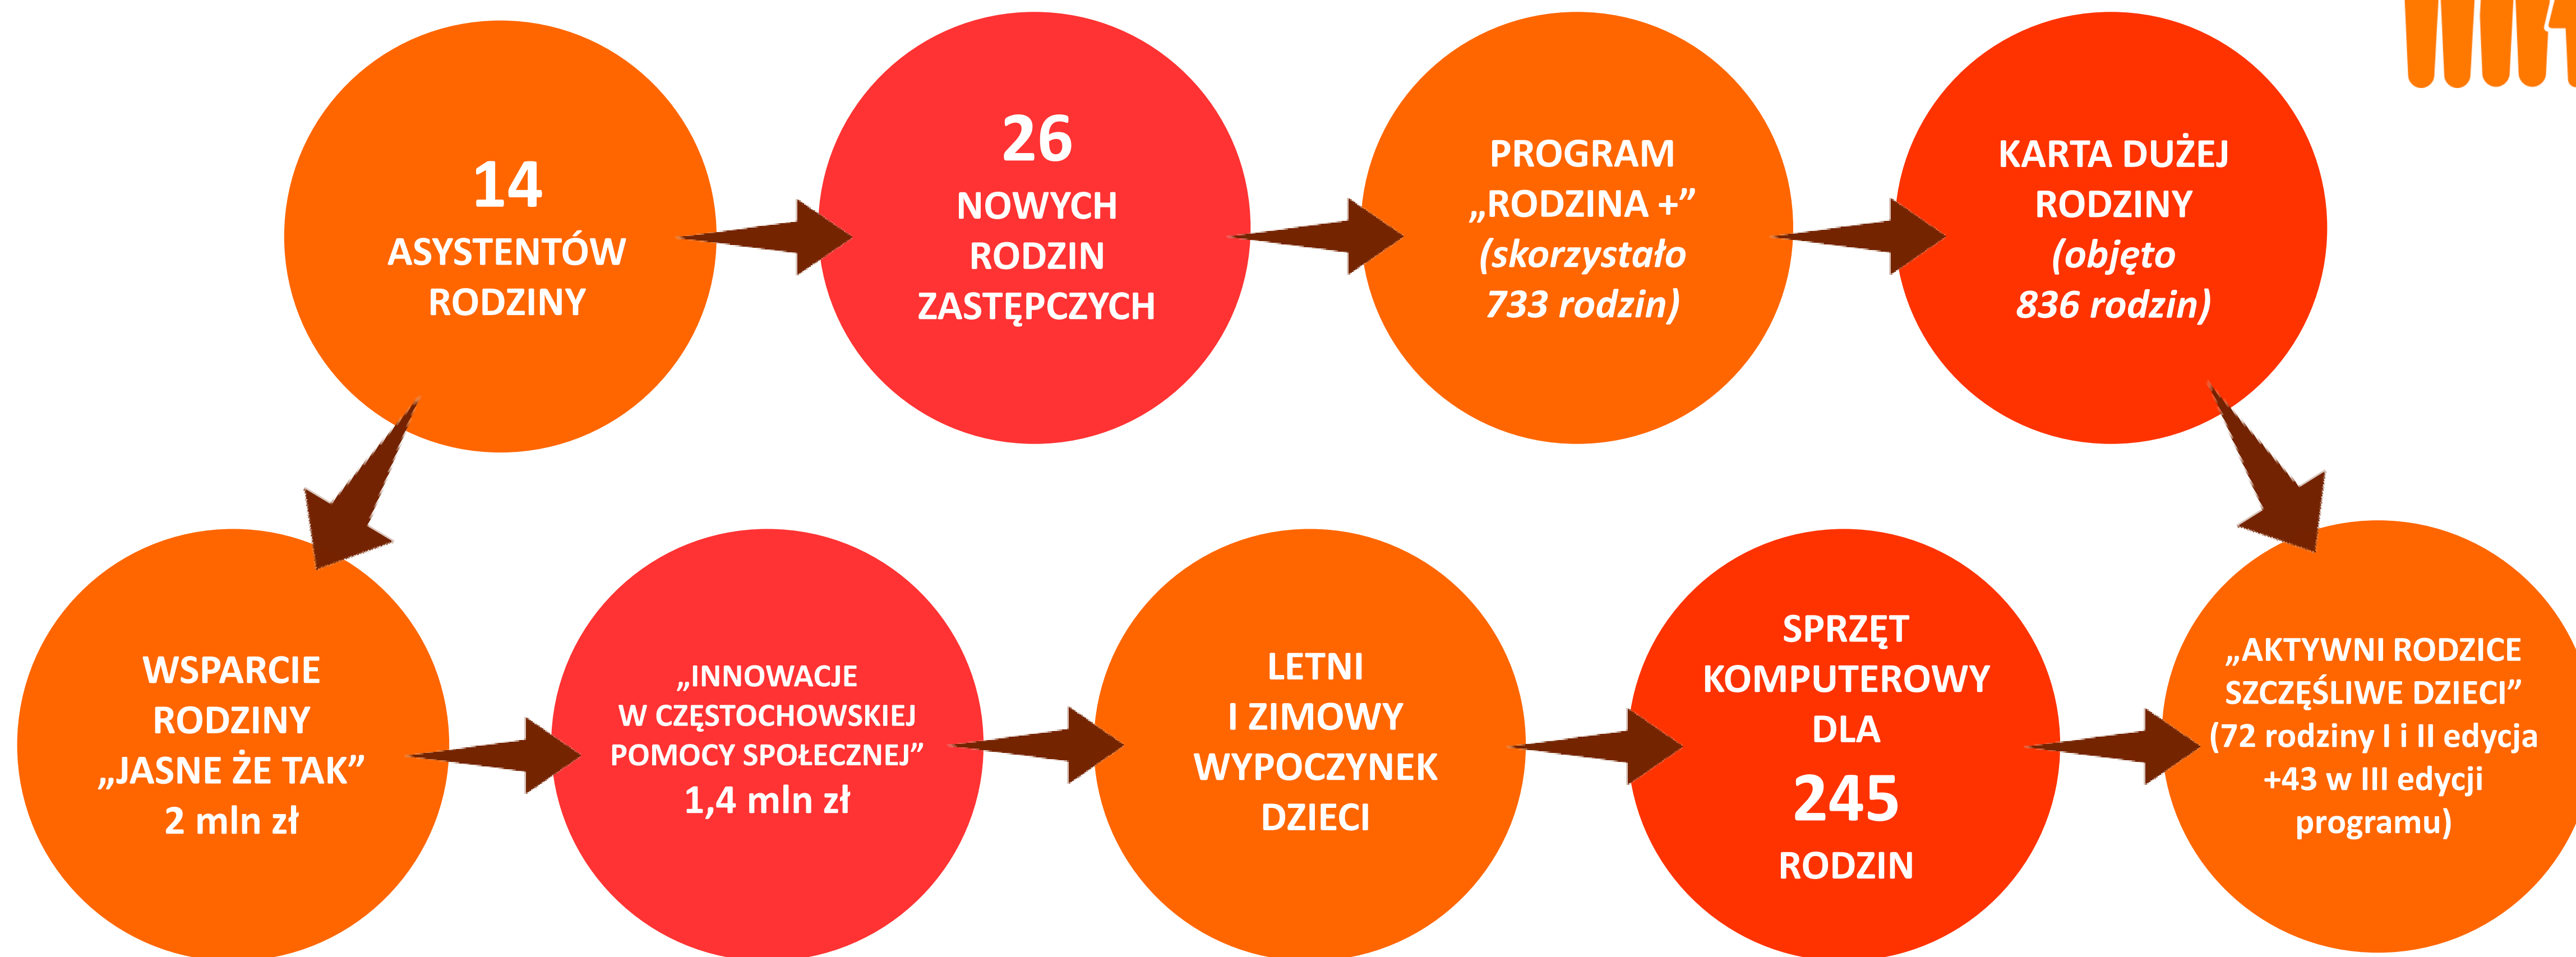 14
ASYSTENTÓW
RODZINY
26
NOWYCH
RODZIN
ZASTĘPCZYCH
PROGRAM
„RODZINA +”
(skorzystało
733 rodzin)
KARTA DUŻEJ
RODZINY
(objęto
836 rodzin)
WSPARCIE
RODZINY
„JASNE ŻE TAK”
2 mln zł
„INNOWACJE
W CZĘSTOCHOWSKIEJ
POMOCY SPOŁECZNEJ”
1,4 mln zł
LETNI
I ZIMOWY
WYPOCZYNEK
DZIECI
SPRZĘT
KOMPUTEROWY
DLA
245
RODZIN
„AKTYWNI RODZICE
SZCZĘŚLIWE DZIECI”
(72 rodziny I i II edycja
+43 w III edycji
programu)